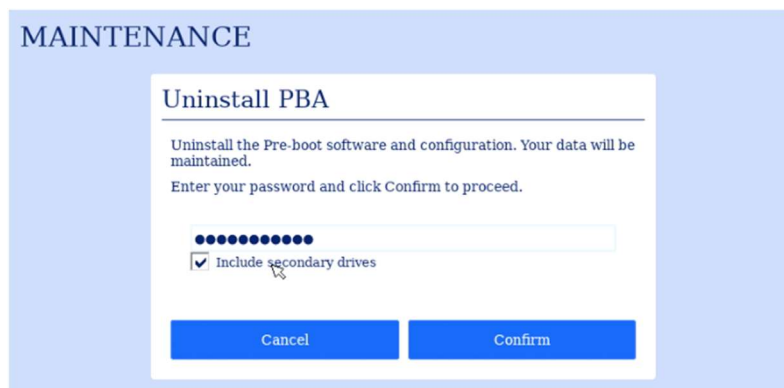 MAINTENANCE
Uninstall PBA
Uninstall the Pre-boot software and configuration. Your data will be
maintained.
Enter your password and click Confirm to proceed.
●●●●●●●●●●●
Include secondary drives
Cancel Confirm